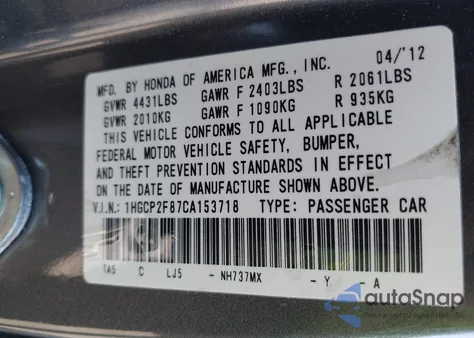 MFD. BY HONDA OF AMERICA MFG., INC. 04/'12
GVWR 4431LBS GAWR F 2403LBS R 2061LBS
GVWR 2010KG GAWR F 1090KG R 935KG
THIS VEHICLE CONFORMS TO ALL APPLICABLE
FEDERAL MOTOR VEHICLE SAFETY, BUMPER,
AND THEFT PREVENTION STANDARDS IN EFFECT
ON THE DATE OF MANUFACTURE SHOWN ABOVE.
V.I.N.: 1HGCP2F87CA153718 TYPE: PASSENGER CAR
TA5 C LJ5 - NH737MX - Y - A
autoSnap